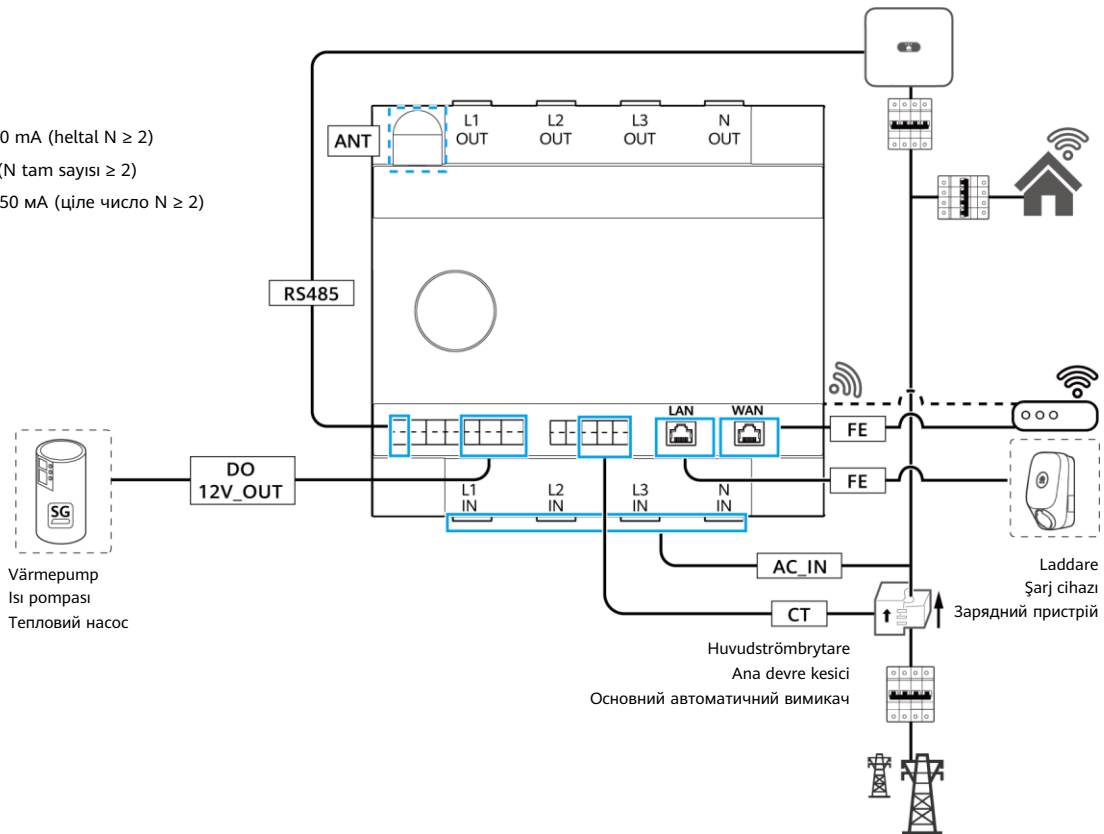 0 mA (heltal N ≥ 2)
(N tam sayısı ≥ 2)
50 мА (ціле число N ≥ 2)
ANT
L1 OUT
L2 OUT
L3 OUT
N OUT
RS485
LAN
WAN
FE
FE
DO
12V_OUT
SG
L1 IN
L2 IN
L3 IN
N IN
AC_IN
CT
Värmepump
Isı pompası
Тепловий насос
Laddare
Şarj cihazı
Зарядний пристрій
Huvudströmbrytare
Ana devre kesici
Основний автоматичний вимикач